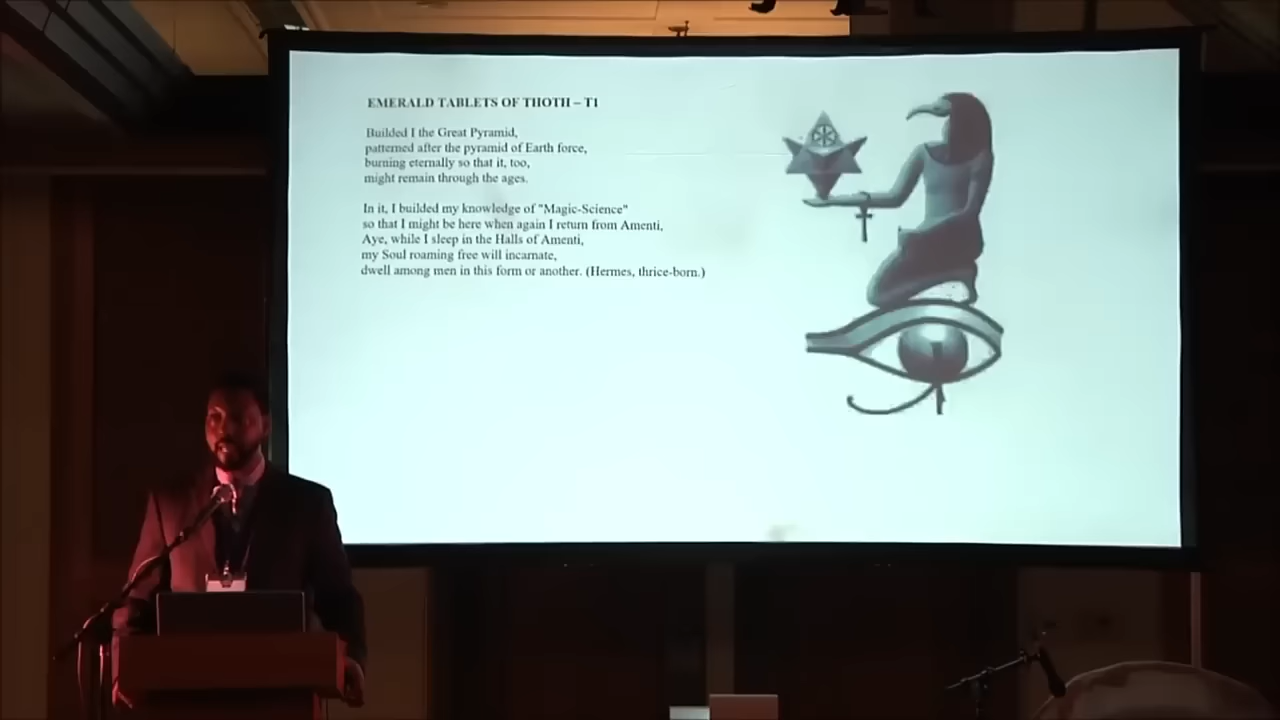 EMERALD TABLETS OF THOTH – T1
Builded I the Great Pyramid,
patterned after the pyramid of Earth force,
burning eternally so that it, too,
might remain through the ages.
In it, I builded my knowledge of "Magic-Science"
so that I might be here when again I return from Amenti,
Aye, while I sleep in the Halls of Amenti,
my Soul roaming free will incarnate,
dwell among men in this form or another. (Hermes, thrice-born.)